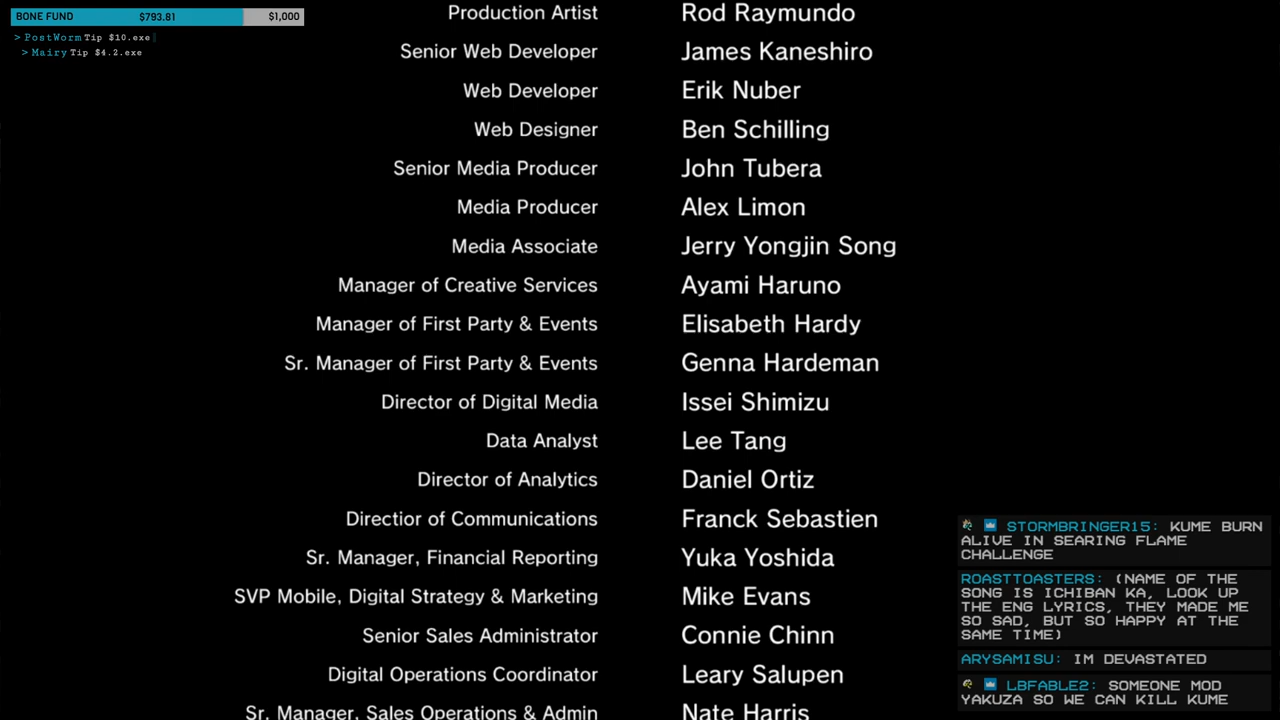 BONE FUND $793.81 $1,000
> PostWorm Tip $10.exe
> Mairy Tip $4.2.exe
Production Artist Rod Raymundo
Senior Web Developer James Kaneshiro
Web Developer Erik Nuber
Web Designer Ben Schilling
Senior Media Producer John Tubera
Media Producer Alex Limon
Media Associate Jerry Yongjin Song
Manager of Creative Services Ayami Haruno
Manager of First Party & Events Elisabeth Hardy
Sr. Manager of First Party & Events Genna Hardeman
Director of Digital Media Issei Shimizu
Data Analyst Lee Tang
Director of Analytics Daniel Ortiz
Directior of Communications Franck Sebastien
Sr. Manager, Financial Reporting Yuka Yoshida
SVP Mobile, Digital Strategy & Marketing Mike Evans
Senior Sales Administrator Connie Chinn
Digital Operations Coordinator Leary Salupen
Sr. Manager, Sales Operations & Admin Nate Harris
STORMBRINGER15: KUME BURN
ALIVE IN SEARING FLAME
CHALLENGE
ROASTTOASTERS: (NAME OF THE
SONG IS ICHIBAN KA, LOOK UP
THE ENG LYRICS, THEY MADE ME
SO SAD, BUT SO HAPPY AT THE
SAME TIME)
ARYSAMISU: IM DEVASTATED
LBFABLE2: SOMEONE MOD
YAKUZA SO WE CAN KILL KUME